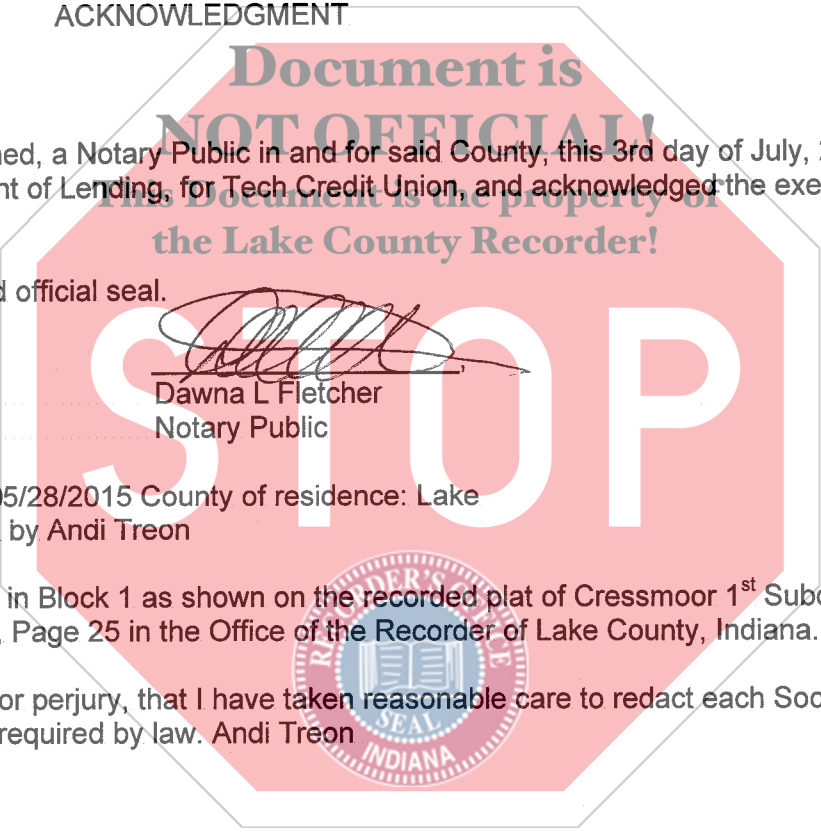 ACKNOWLEDGMENT
Document is
NOT OFFICIAL!
ned, a Notary Public in and for said County, this 3rd day of July, 2
nt of Lending, for Tech Credit Union, and acknowledged the exe
This Document is the property of
the Lake County Recorder!
d official seal.
STOP
Dawna L Fletcher
Notary Public
05/28/2015 County of residence: Lake
by Andi Treon
in Block 1 as shown on the recorded plat of Cressmoor 1st Subd
, Page 25 in the Office of the Recorder of Lake County, Indiana.
RECORDER'S OFFICE
SEAL
INDIANA
or perjury, that I have taken reasonable care to redact each Soc
required by law. Andi Treon